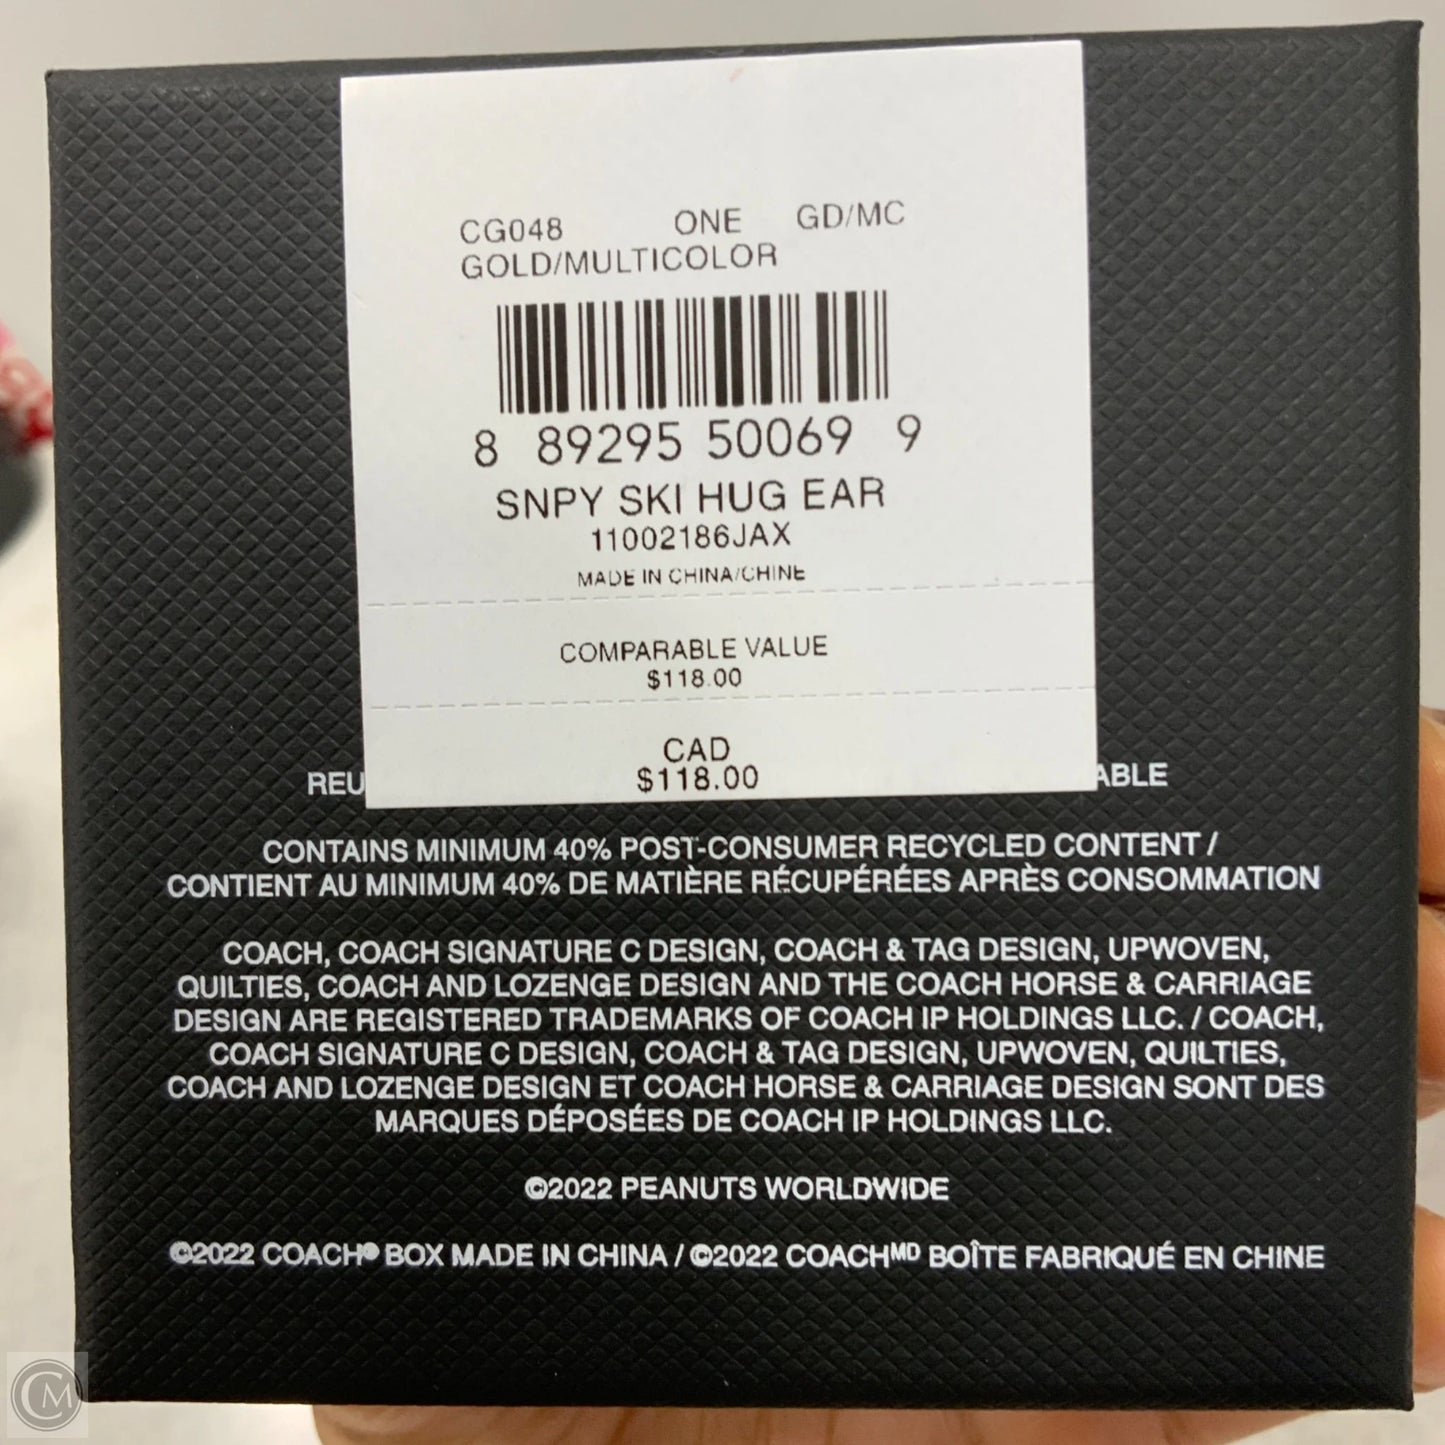 CG048 ONE GD/MC
GOLD/MULTICOLOR
8 89295 50069 9
SNPY SKI HUG EAR
11002186JAX
MADE IN CHINA/CHINE
COMPARABLE VALUE
$118.00
CAD
$118.00
REU ABLE
CONTAINS MINIMUM 40% POST-CONSUMER RECYCLED CONTENT /
CONTIENT AU MINIMUM 40% DE MATIÈRE RÉCUPÉRÉES APRÈS CONSOMMATION
COACH, COACH SIGNATURE C DESIGN, COACH & TAG DESIGN, UPWOVEN,
QUILTIES, COACH AND LOZENGE DESIGN AND THE COACH HORSE & CARRIAGE
DESIGN ARE REGISTERED TRADEMARKS OF COACH IP HOLDINGS LLC. / COACH,
COACH SIGNATURE C DESIGN, COACH & TAG DESIGN, UPWOVEN, QUILTIES,
COACH AND LOZENGE DESIGN ET COACH HORSE & CARRIAGE DESIGN SONT DES
MARQUES DÉPOSÉES DE COACH IP HOLDINGS LLC.
©2022 PEANUTS WORLDWIDE
©2022 COACH® BOX MADE IN CHINA / ©2022 COACHᴹᴰ BOÎTE FABRIQUÉ EN CHINE
CM